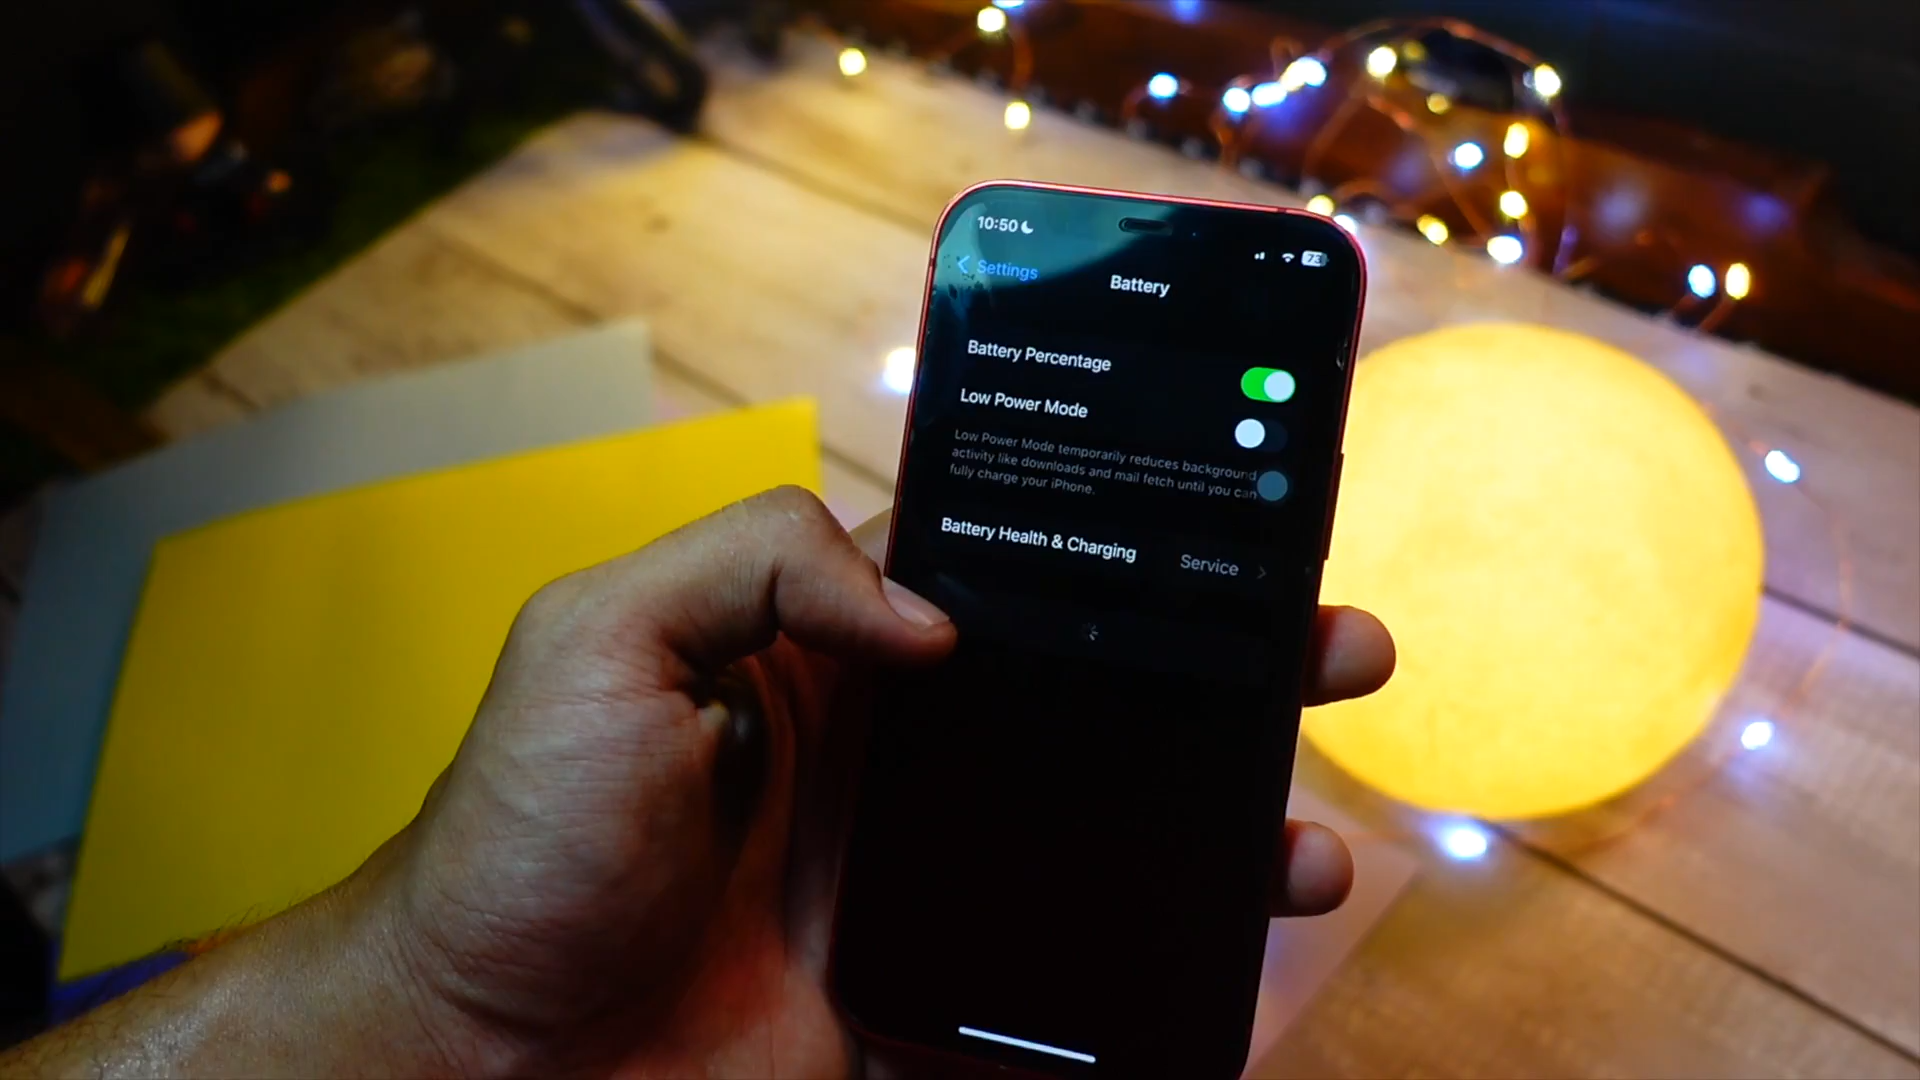 10:50
73
Settings
Battery
Battery Percentage
Low Power Mode
Low Power Mode temporarily reduces background
activity like downloads and mail fetch until you can
fully charge your iPhone.
Battery Health & Charging
Service